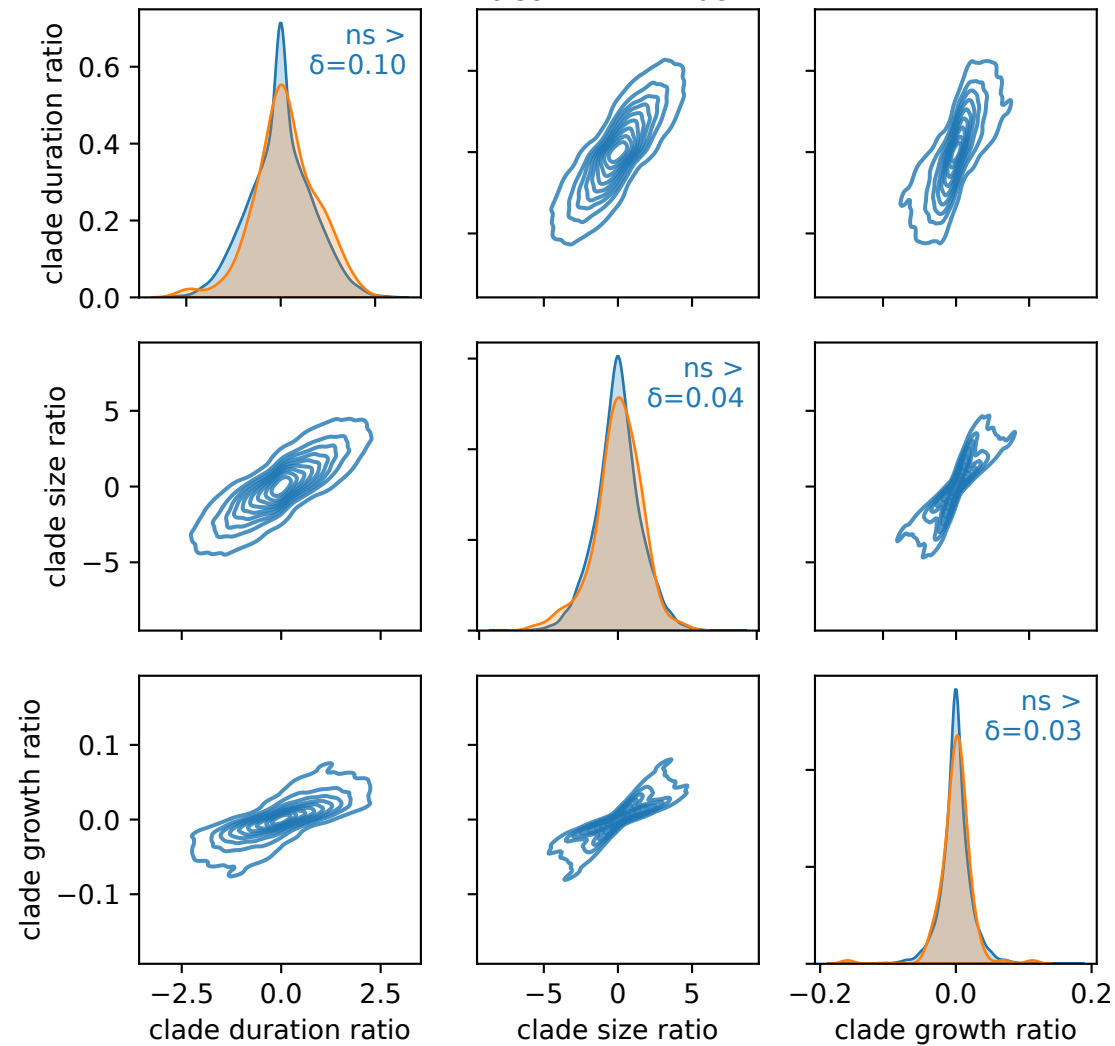 clade duration ratio
0.6
0.4
0.2
0.0
ns >
δ=0.10
clade size ratio
5
0
−5
ns >
δ=0.04
clade growth ratio
0.1
0.0
−0.1
ns >
δ=0.03
−2.5 0.0 2.5
−5 0 5
−0.2 0.0 0.2
clade duration ratio
clade size ratio
clade growth ratio